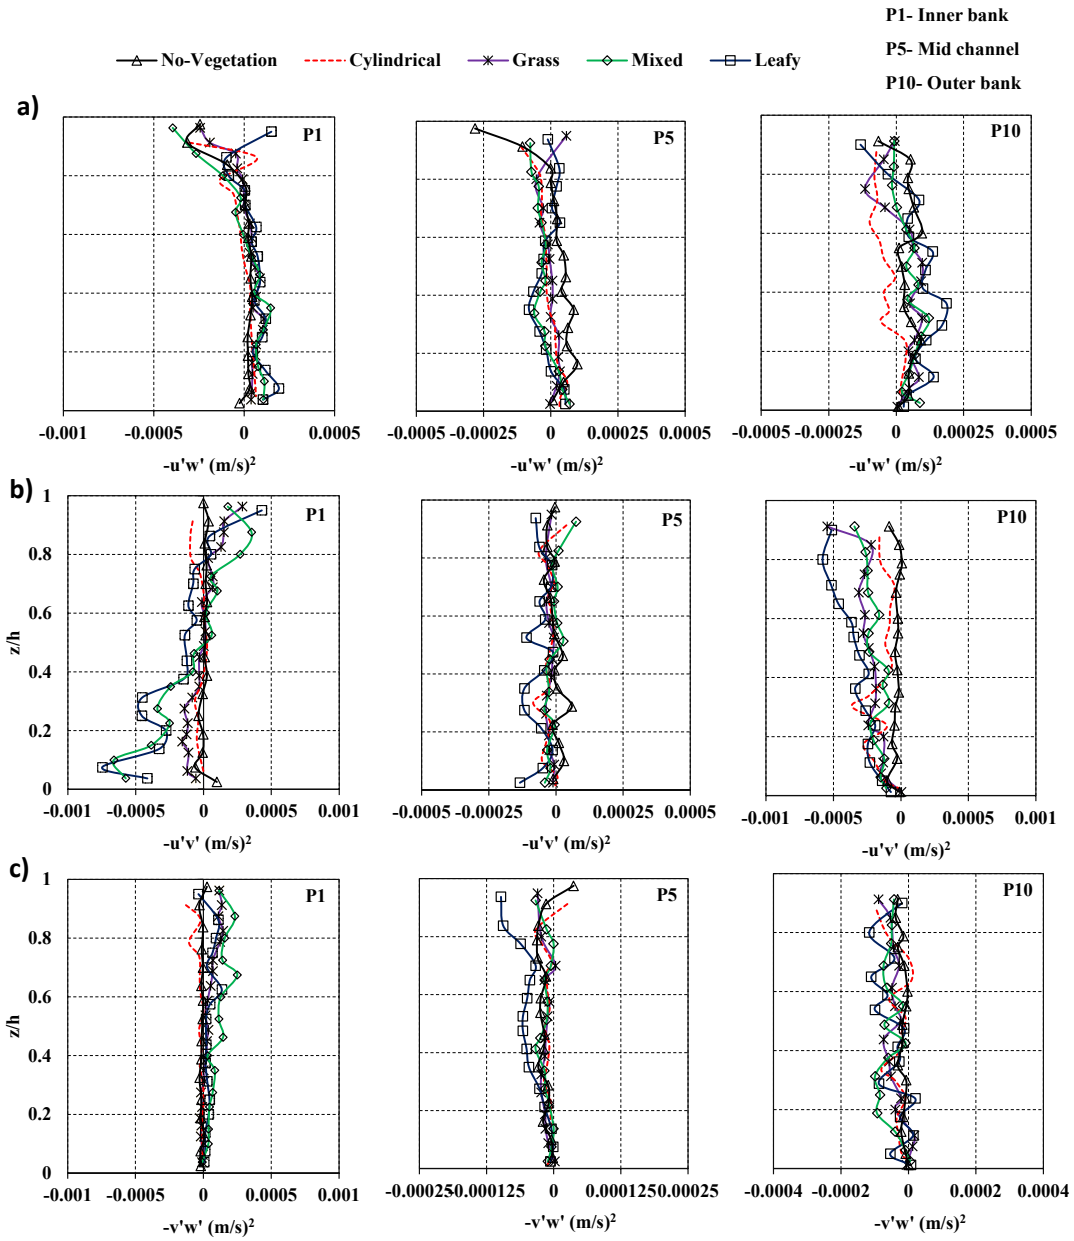 P1- Inner bank
P5- Mid channel
P10- Outer bank
No-Vegetation Cylindrical Grass Mixed Leafy
a)
P1 P5 P10
-0.001 -0.0005 0 0.0005 -0.0005 -0.00025 0 0.00025 0.0005 -0.0005 -0.00025 0 0.00025 0.0005
-u'w' (m/s)2 -u'w' (m/s)2 -u'w' (m/s)2
b)
P1 P5 P10
1
0.8
0.6
z/h
0.4
0.2
0
-0.001 -0.0005 0 0.0005 0.001 -0.0005 -0.00025 0 0.00025 0.0005 -0.001 -0.0005 0 0.0005 0.001
-u'v' (m/s)2 -u'v' (m/s)2 -u'v' (m/s)2
c)
P1 P5 P10
1
0.8
0.6
z/h
0.4
0.2
0
-0.001 -0.0005 0 0.0005 0.001 -0.00025 -0.000125 0 0.000125 0.00025 -0.0004 -0.0002 0 0.0002 0.0004
-v'w' (m/s)2 -v'w' (m/s)2 -v'w' (m/s)2